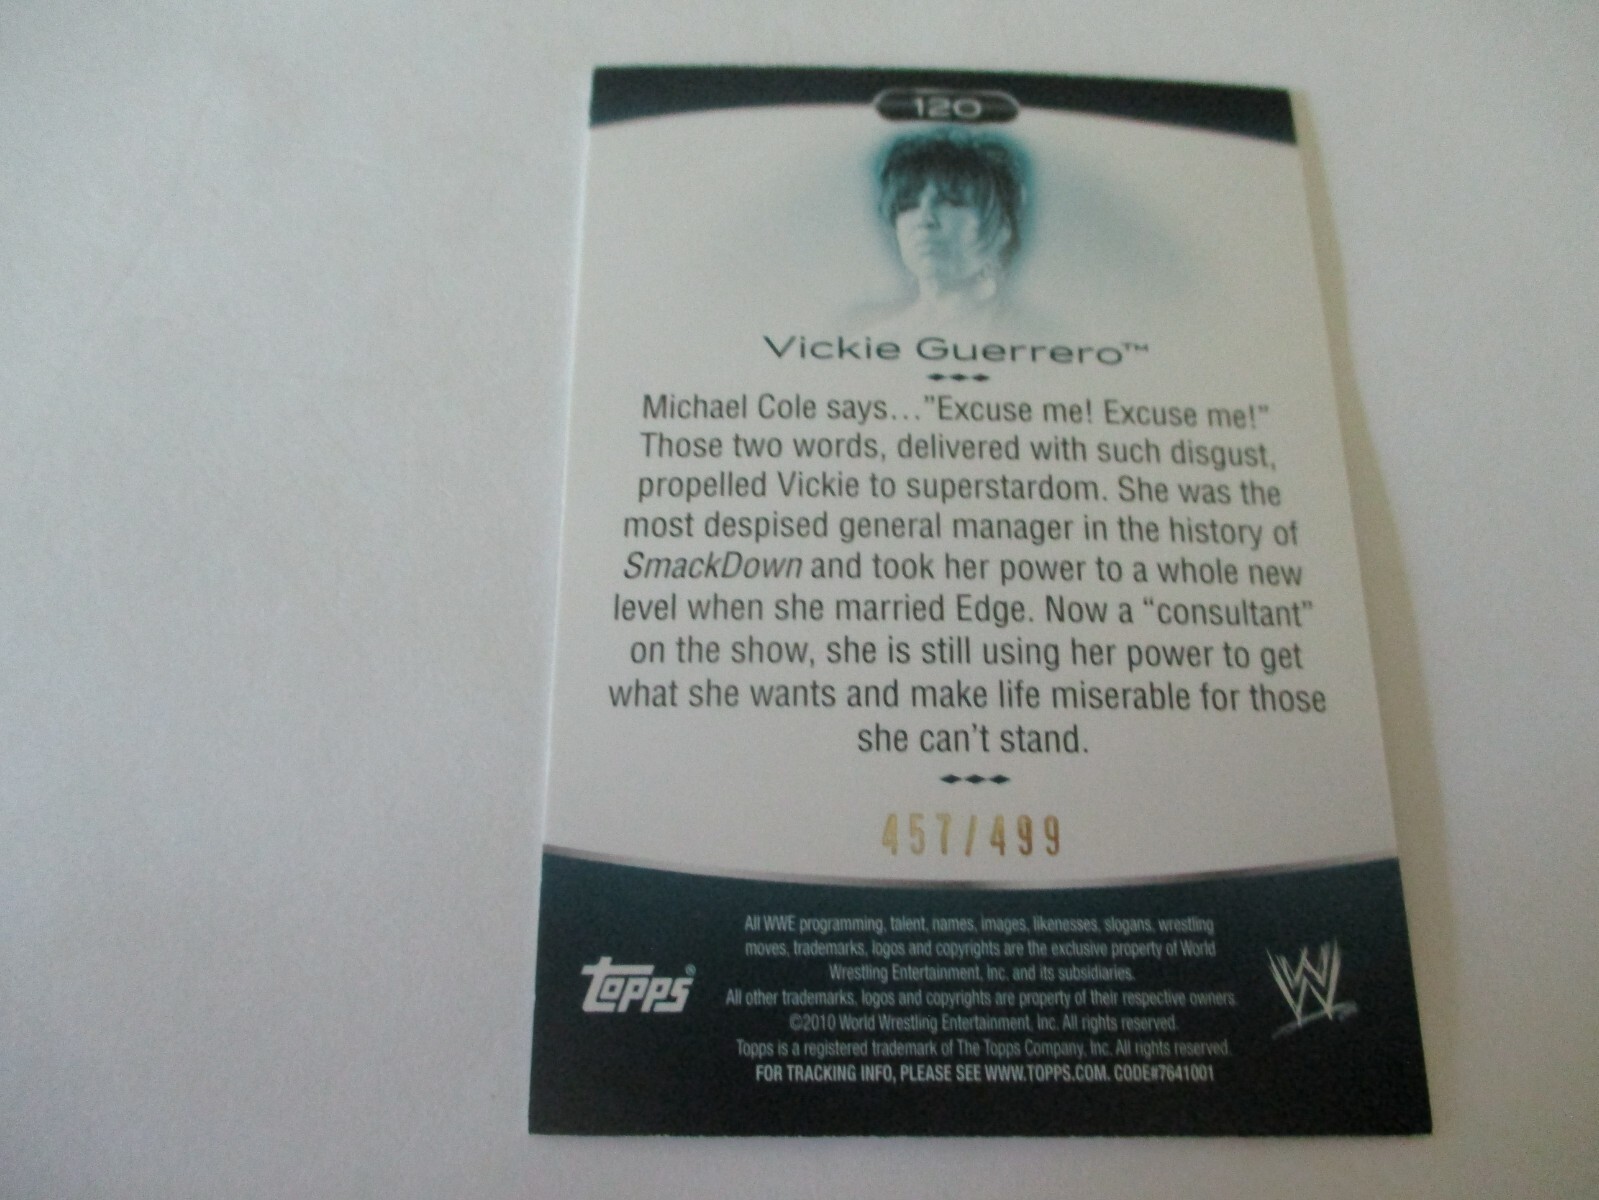 120
Vickie Guerrero™
Michael Cole says..."Excuse me! Excuse me!"
Those two words, delivered with such disgust,
propelled Vickie to superstardom. She was the
most despised general manager in the history of
SmackDown and took her power to a whole new
level when she married Edge. Now a “consultant”
on the show, she is still using her power to get
what she wants and make life miserable for those
she can't stand.
457/499
All WWE programming, talent, names, images, likenesses, slogans, wrestling
moves, trademarks, logos and copyrights are the exclusive property of World
Wrestling Entertainment, Inc. and its subsidiaries.
All other trademarks, logos and copyrights are property of their respective owners.
©2010 World Wrestling Entertainment, Inc. All rights reserved.
Topps is a registered trademark of The Topps Company, Inc. All rights reserved.
FOR TRACKING INFO, PLEASE SEE WWW.TOPPS.COM. CODE#7641001
Topps®
W